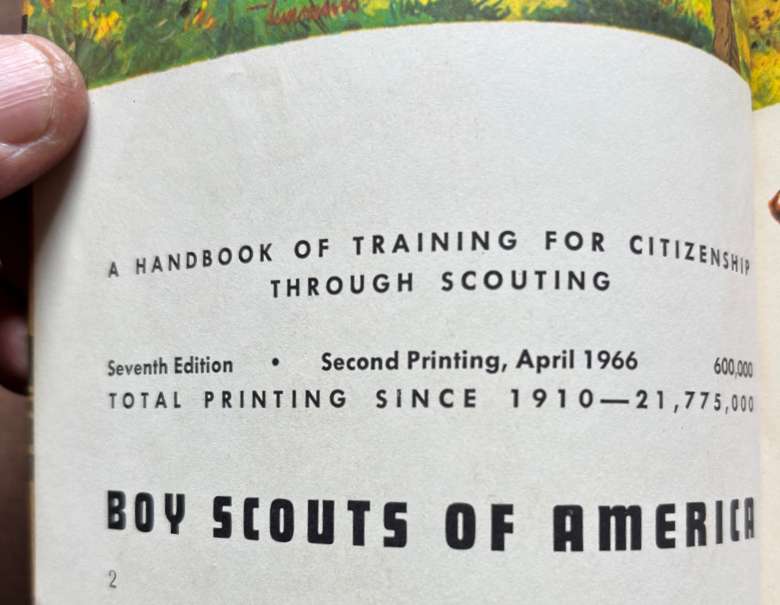 A HANDBOOK OF TRAINING FOR CITIZENSHIP
THROUGH SCOUTING
Seventh Edition • Second Printing, April 1966 600,000
TOTAL PRINTING SINCE 1910—21,775,000
BOY SCOUTS OF AMERICA
2